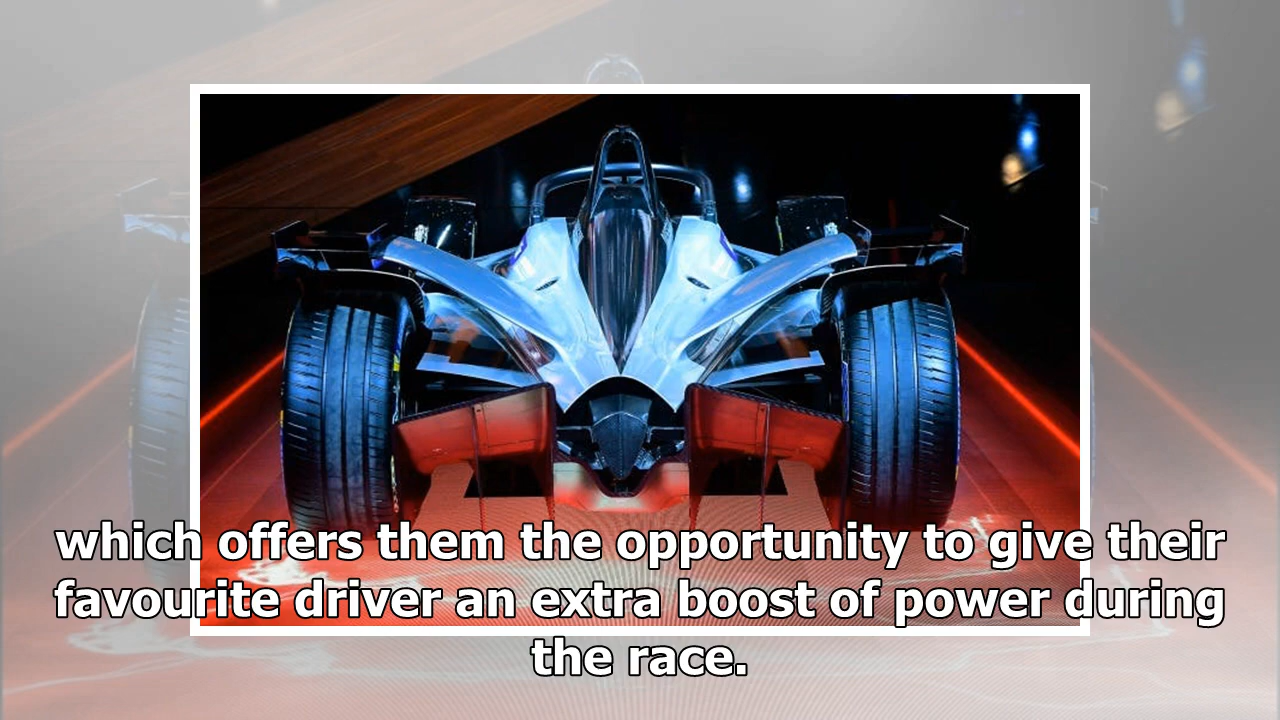 which offers them the opportunity to give their
favourite driver an extra boost of power during
the race.